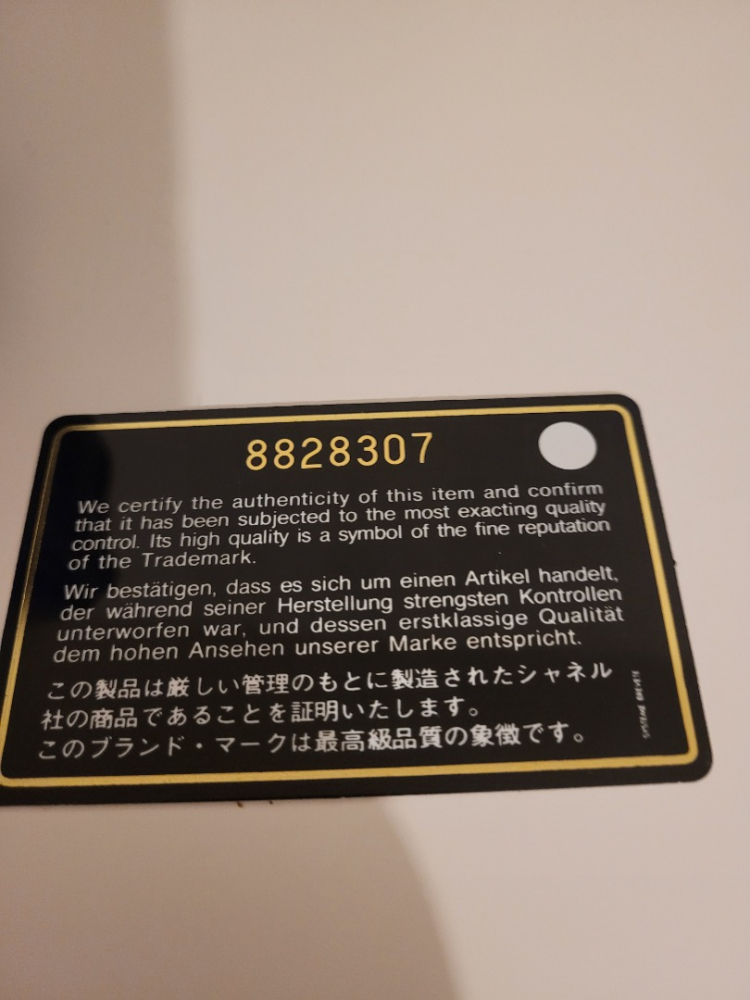 8828307
We certify the authenticity of this item and confirm
that it has been subjected to the most exacting quality
control. Its high quality is a symbol of the fine reputation
of the Trademark.
Wir bestätigen, dass es sich um einen Artikel handelt,
der während seiner Herstellung strengsten Kontrollen
unterworfen war, und dessen erstklassige Qualität
dem hohen Ansehen unserer Marke entspricht.
この製品は厳しい管理のもとに製造されたシャネル
社の商品であることを証明いたします。
このブランド・マークは最高級品質の象徴です。
SYSTEME BREVETE